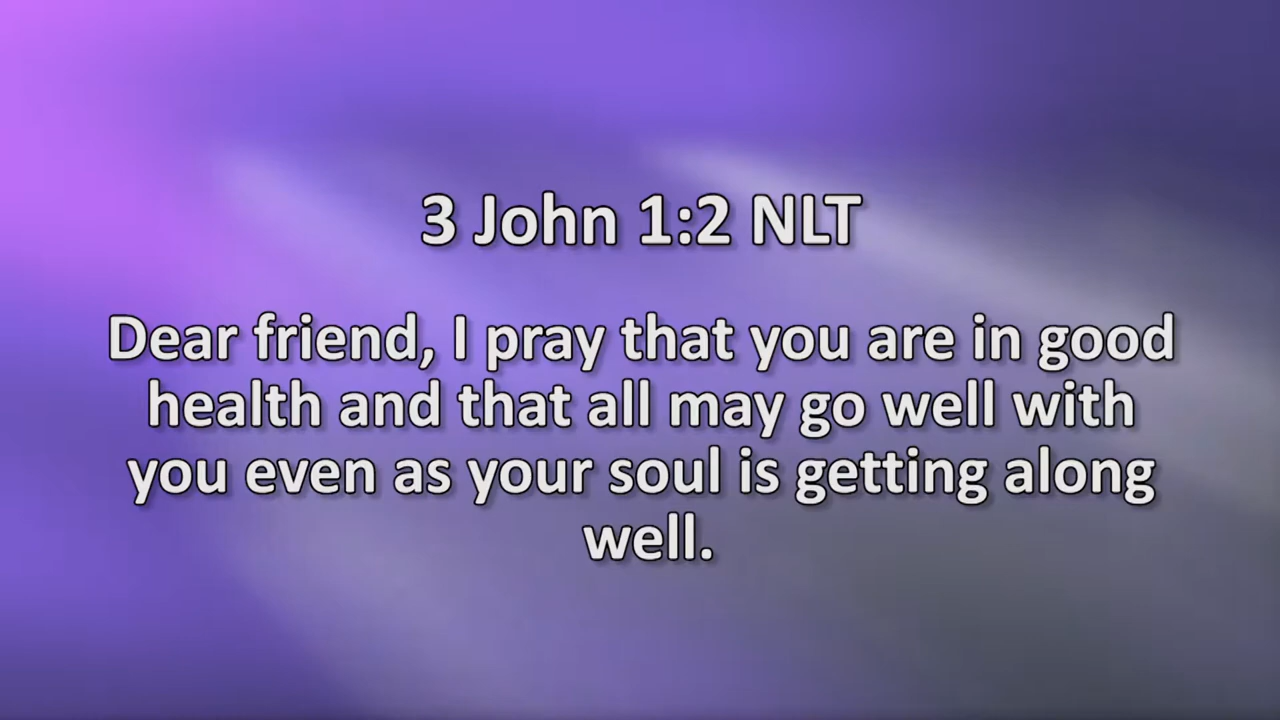 3 John 1:2 NLT
Dear friend, I pray that you are in good
health and that all may go well with
you even as your soul is getting along
well.